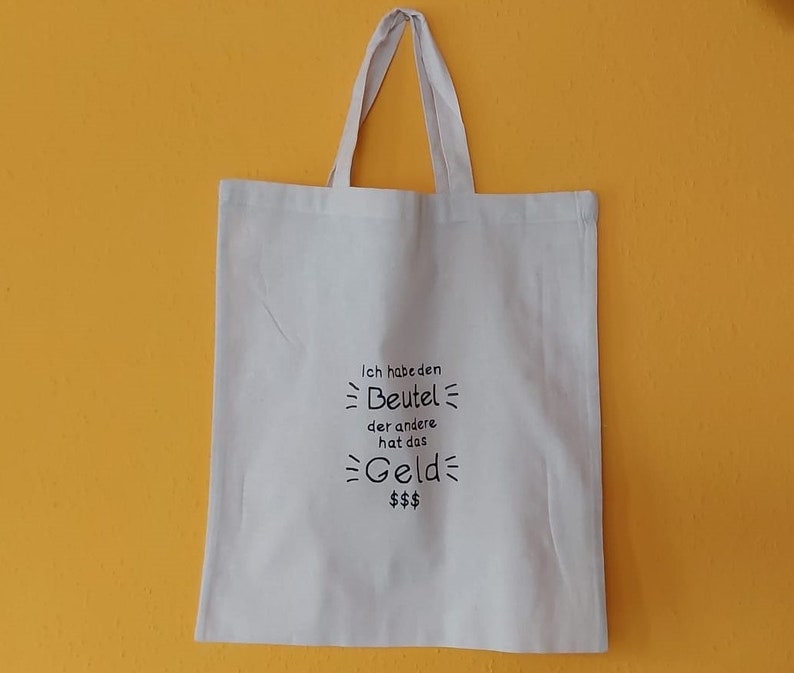 Ich habe den
Beutel
der andere
hat das
Geld
$$$